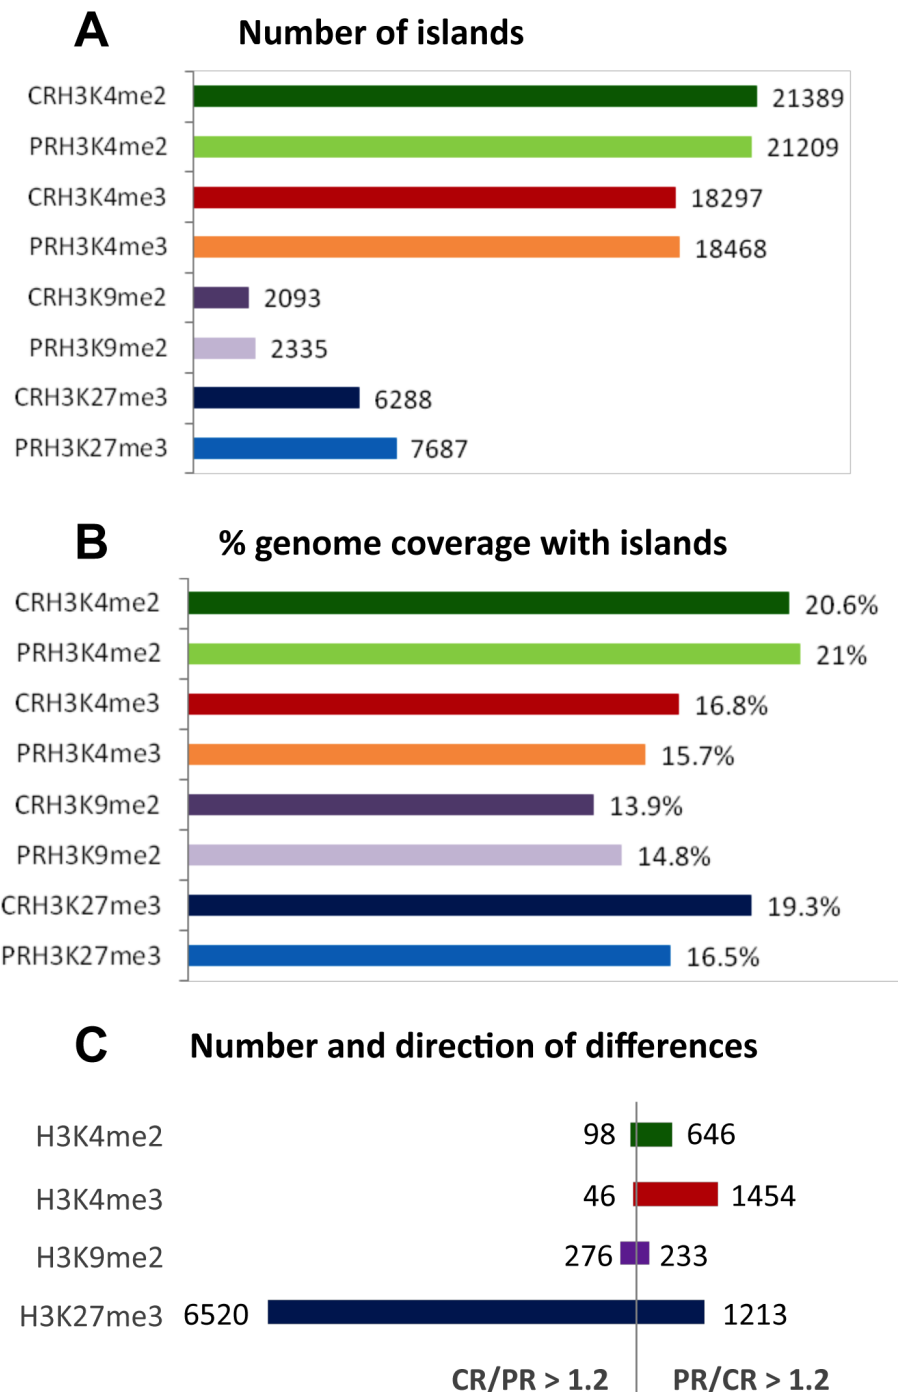 A Number of islands
CRH3K4me2 21389
PRH3K4me2 21209
CRH3K4me3 18297
PRH3K4me3 18468
CRH3K9me2 2093
PRH3K9me2 2335
CRH3K27me3 6288
PRH3K27me3 7687
B % genome coverage with islands
CRH3K4me2 20.6%
PRH3K4me2 21%
CRH3K4me3 16.8%
PRH3K4me3 15.7%
CRH3K9me2 13.9%
PRH3K9me2 14.8%
CRH3K27me3 19.3%
PRH3K27me3 16.5%
C Number and direction of differences
H3K4me2 98 646
H3K4me3 46 1454
H3K9me2 276 233
H3K27me3 6520 1213
CR/PR > 1.2 PR/CR > 1.2